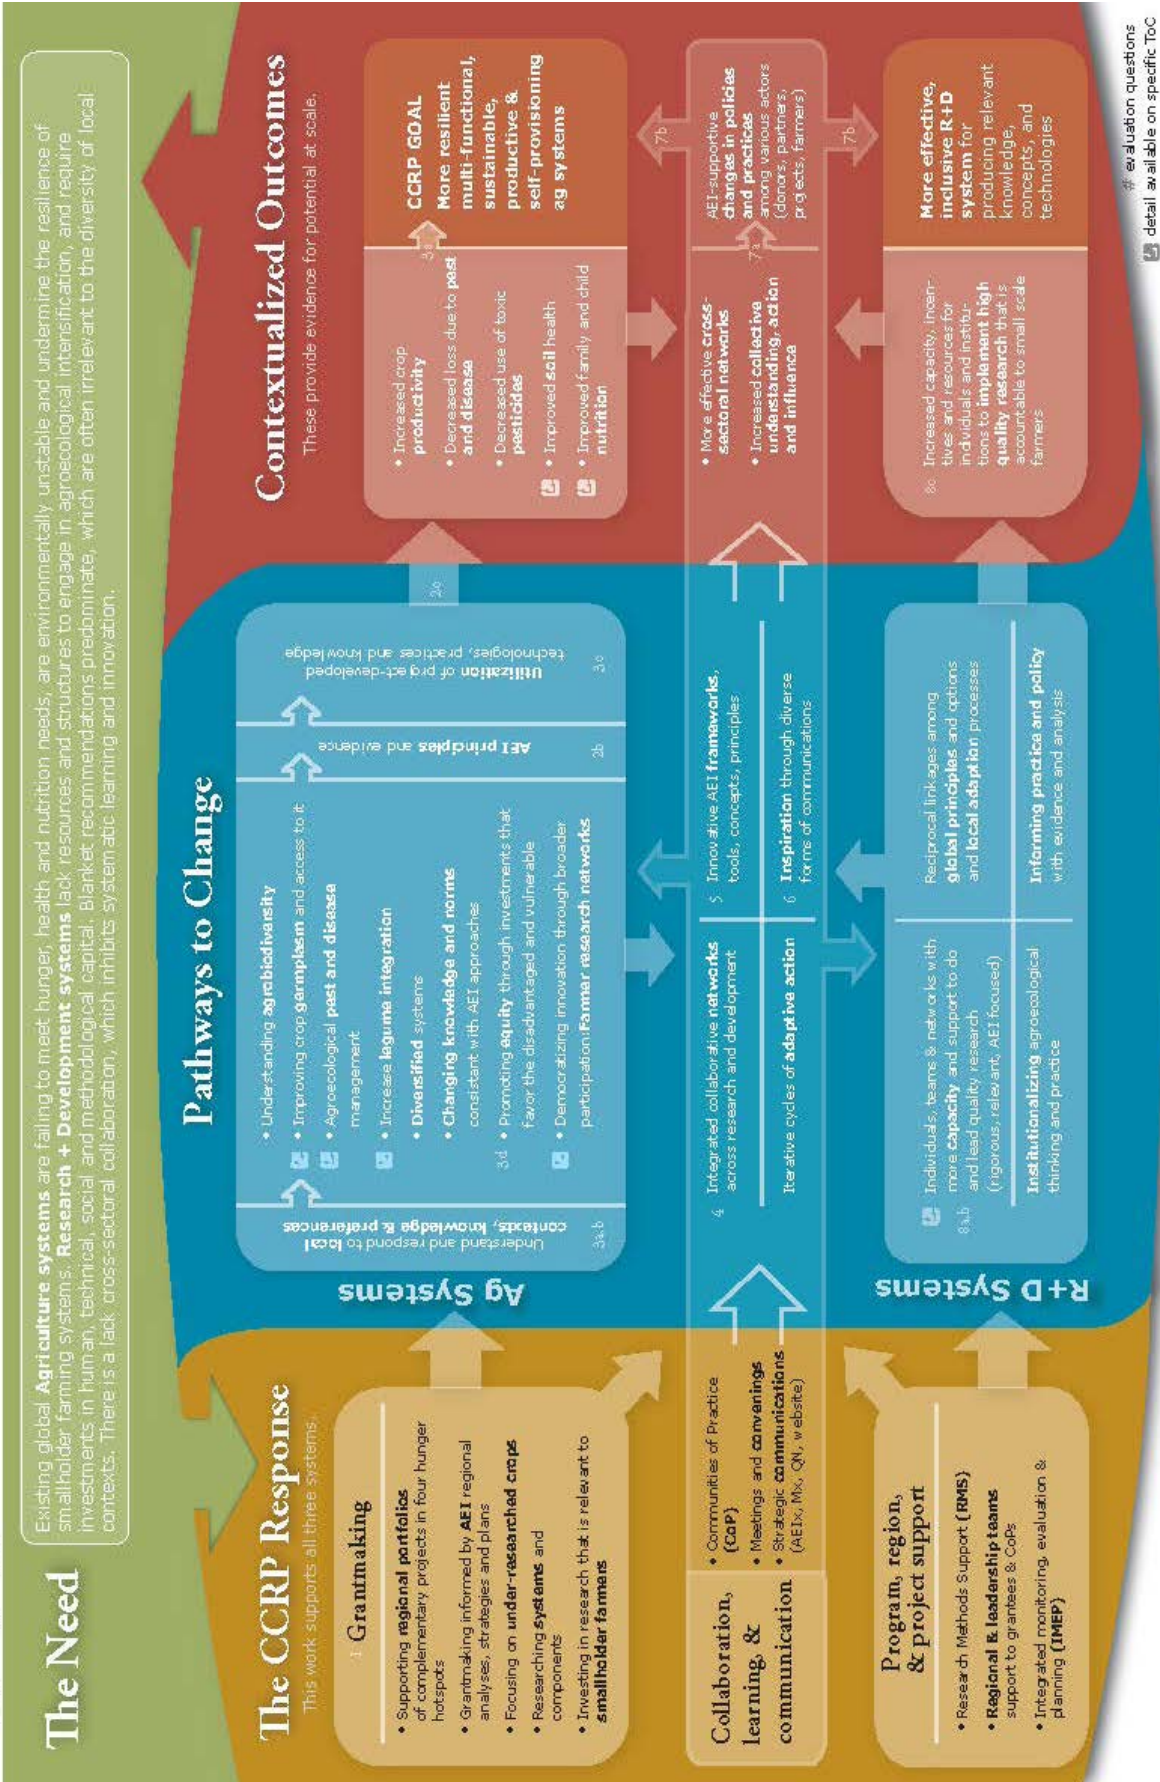 The Need
Existing global Agriculture systems are failing to meet hunger, health and nutrition needs, are environmentally unstable and undermine the resilience of
smallholder farming systems. Research + Development systems lack resources and structures to engage in agroecological intensification, and require
investments in human, technical, social and methodological capital. Blanket recommendations predominate, which are often irrelevant to the diversity of local
contexts. There is a lack cross-sectoral collaboration, which inhibits systematic learning and innovation.
The CCRP Response
This work supports all three systems.
1 Grantmaking
• Supporting regional portfolios
of complementary projects in four hunger
hotspots
• Grantmaking informed by AEI regional
analyses, strategies and plans
• Focusing on under-researched crops
• Researching systems and
components
• Investing in research that is relevant to
smallholder farmers
Collaboration,
learning, &
communication
• Communities of Practice
(CoP)
• Meetings and convenings
• Strategic communications
(AEIx, Mx, QN, website)
Program, region,
& project support
• Research Methods Support (RMS)
• Regional & leadership teams
support to grantees & CoPs
• Integrated monitoring, evaluation &
planning (IMEP)
Pathways to Change
Ag Systems
Understand and respond to local
contexts, knowledge & preferences
3a,b
• Understanding agrobiodiversity
• Improving crop germplasm and access to it
• Agroecological pest and disease
management
• Increase legume integration
• Diversified systems
• Changing knowledge and norms
consistant with AEI approaches
3d • Promoting equity through investments that
favor the disadvantaged and vulnerable
• Democratizing innovation through broader
participation: Farmer research networks
AEI principles and evidence
2b
Utilization of project-developed
technologies, practices and knowledge
3c
2c
4 Integrated collaborative networks
across research and development
Iterative cycles of adaptive action
5 Innovative AEI frameworks,
tools, concepts, principles
6 Inspiration through diverse
forms of communications
R+D Systems
Individuals, teams & networks with
8a,b more capacity and support to do
and lead quality research
(rigorous, relevant, AEI focused)
Institutionalizing agroecological
thinking and practice
Reciprocal linkages among
global principles and options
and local adaption processes
Informing practice and policy
with evidence and analysis
Contextualized Outcomes
These provide evidence for potential at scale.
• Increased crop
productivity
• Decreased loss due to pest
and disease
• Decreased use of toxic
pesticides
• Improved soil health
• Improved family and child
nutrition
CCRP GOAL
More resilient
multi-functional,
sustainable,
productive &
self-provisioning
ag systems
• More effective cross-
sectoral networks
• Increased collective
understanding, action
and influence
7a
AEI-supportive
changes in policies
and practices
among various actors
(donors, partners,
projects, farmers)
7b
7b
8c Increased capacity, incen-
tives and resources for
individuals and institu-
tions to implement high
quality research that is
accountable to small scale
farmers
More effective,
inclusive R+D
system for
producing relevant
knowledge,
concepts, and
technologies
# evaluation questions
detail available on specific ToC